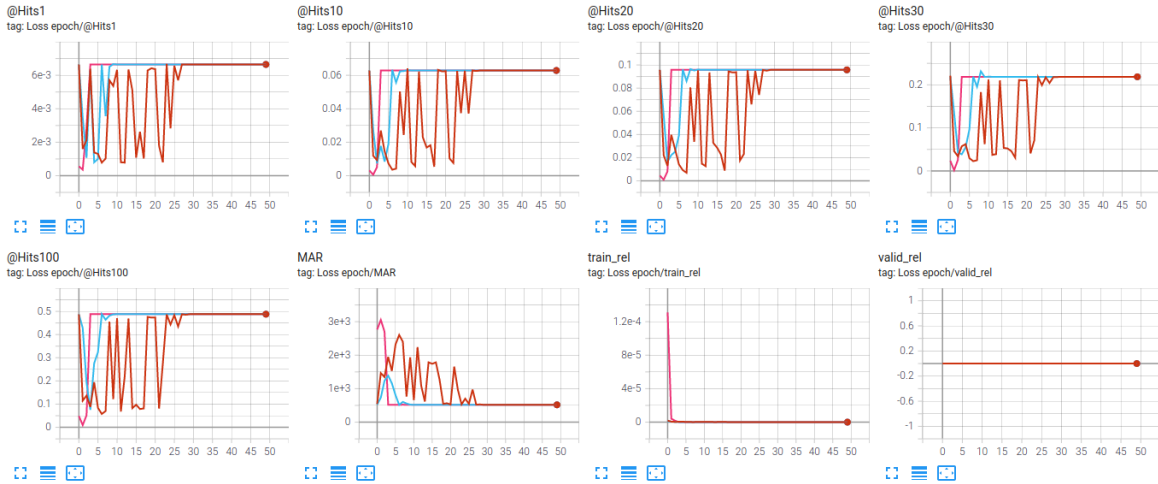 @Hits1
tag: Loss epoch/@Hits1
6e-3
4e-3
2e-3
0
0 5 10 15 20 25 30 35 40 45 50
@Hits10
tag: Loss epoch/@Hits10
0.06
0.04
0.02
0
0 5 10 15 20 25 30 35 40 45 50
@Hits20
tag: Loss epoch/@Hits20
0.1
0.08
0.06
0.04
0.02
0
0 5 10 15 20 25 30 35 40 45 50
@Hits30
tag: Loss epoch/@Hits30
0.2
0.1
0
0 5 10 15 20 25 30 35 40 45 50
@Hits100
tag: Loss epoch/@Hits100
0.5
0.4
0.3
0.2
0.1
0
0 5 10 15 20 25 30 35 40 45 50
MAR
tag: Loss epoch/MAR
3e+3
2e+3
1e+3
0
0 5 10 15 20 25 30 35 40 45 50
train_rel
tag: Loss epoch/train_rel
1.2e-4
8e-5
4e-5
0
0 5 10 15 20 25 30 35 40 45 50
valid_rel
tag: Loss epoch/valid_rel
1
0.6
0.2
-0.2
-0.6
-1
0 5 10 15 20 25 30 35 40 45 50